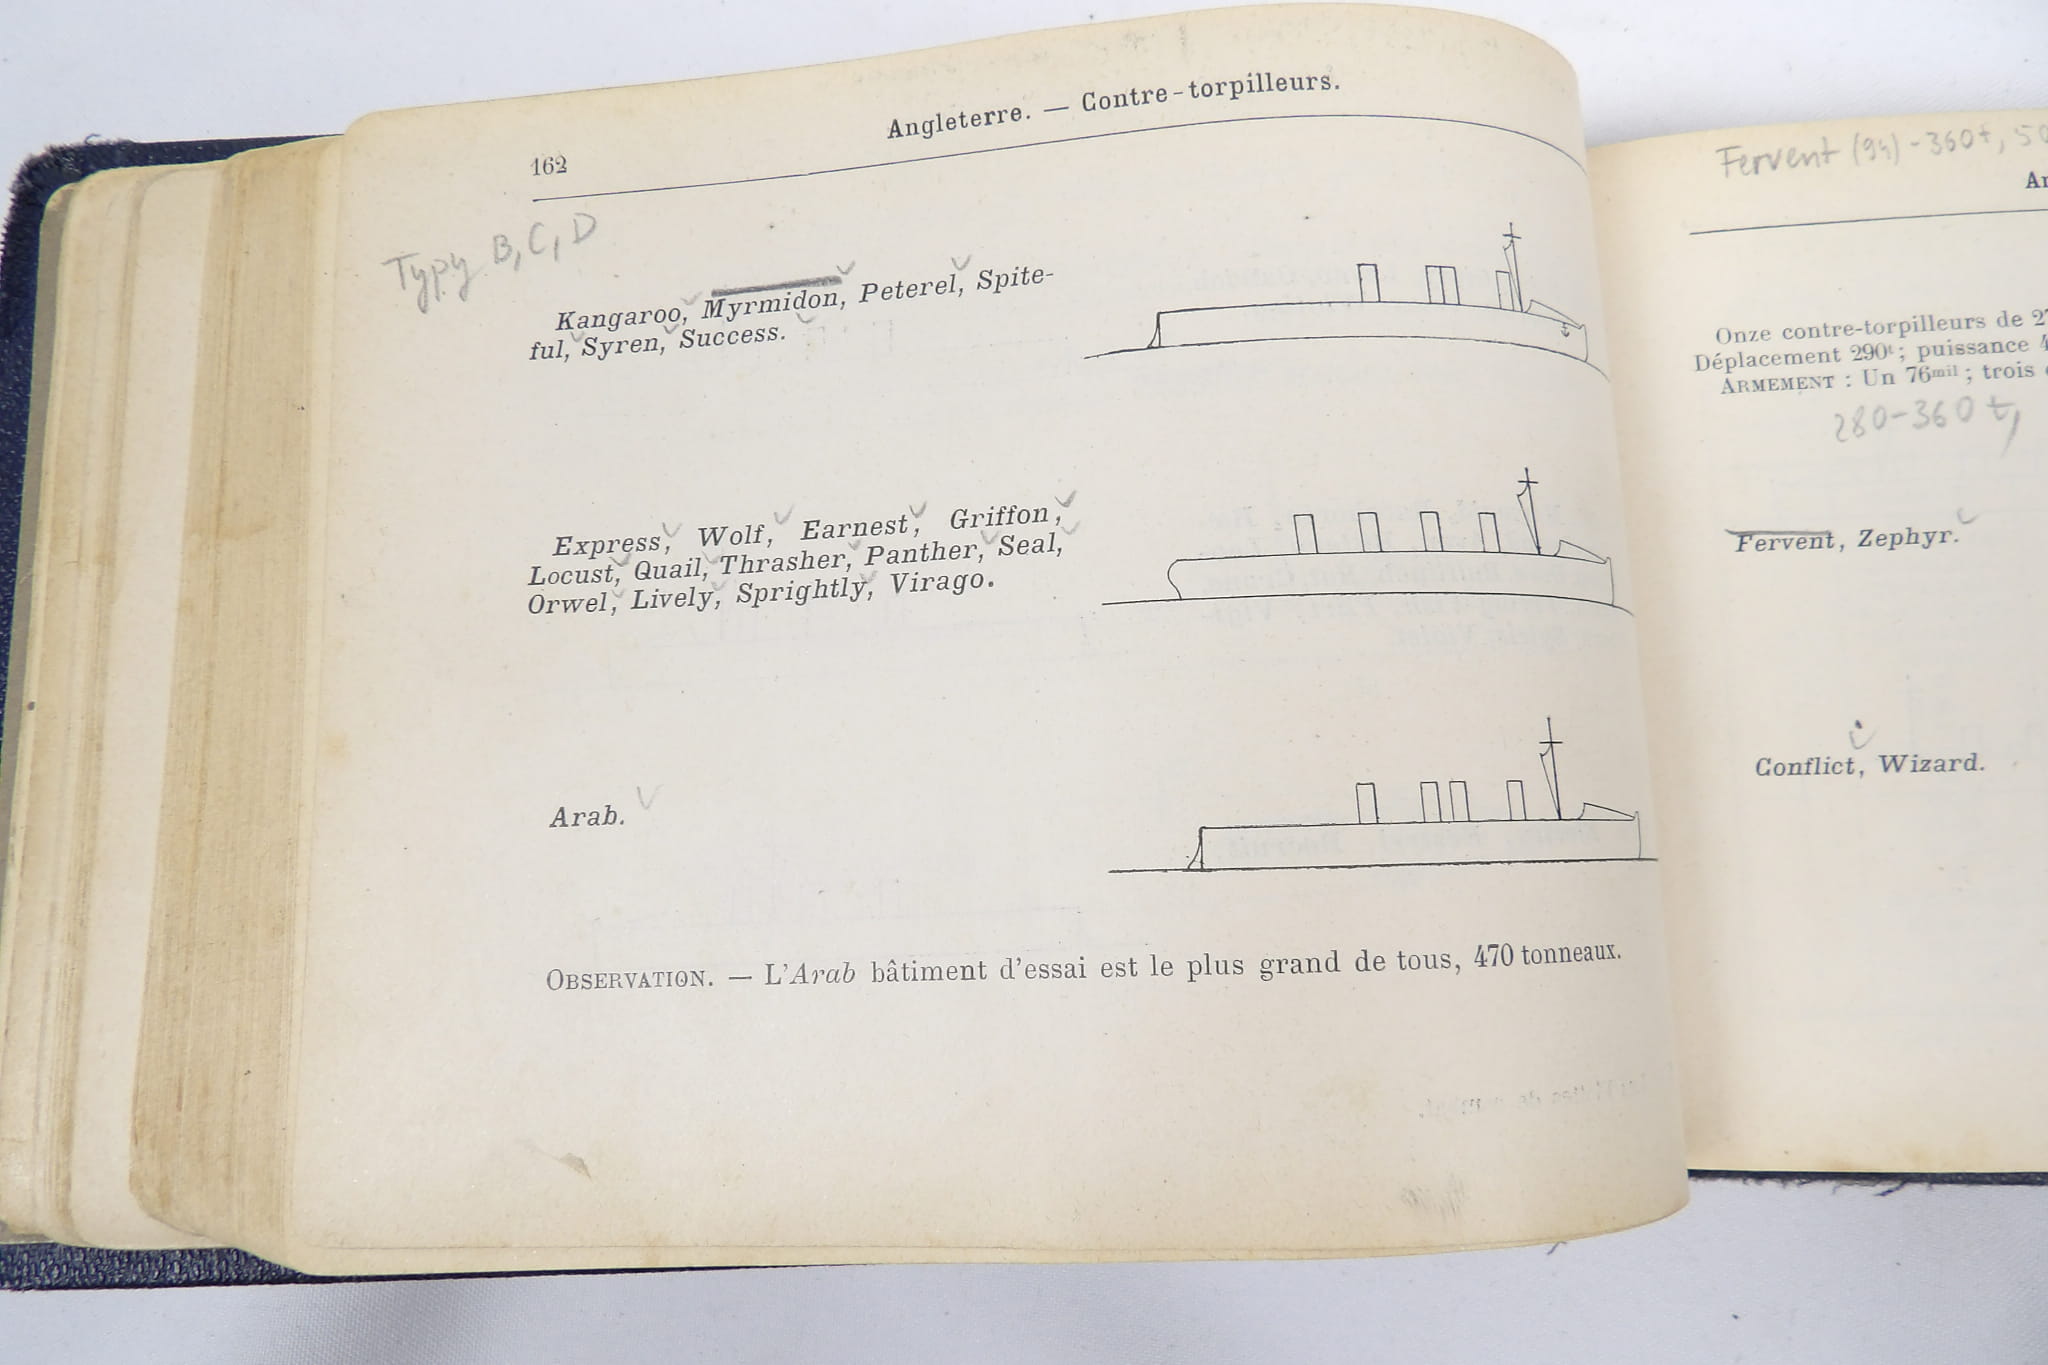 Angleterre. — Contre-torpilleurs.
162
Typy B, C, D
Kangaroo, Myrmidon, Peterel, Spite-
ful, Syren, Success.
Express, Wolf, Earnest, Griffon,
Locust, Quail, Thrasher, Panther, Seal,
Orwel, Lively, Sprightly, Virago.
Arab.
OBSERVATION. — L'Arab bâtiment d'essai est le plus grand de tous, 470 tonneaux.
Fervent (94) - 360t, 50
Onze contre-torpilleurs de
Déplacement 290t; puissance 4
ARMEMENT : Un 76mil; trois
280-360 t,
Fervent, Zephyr.
Conflict, Wizard.